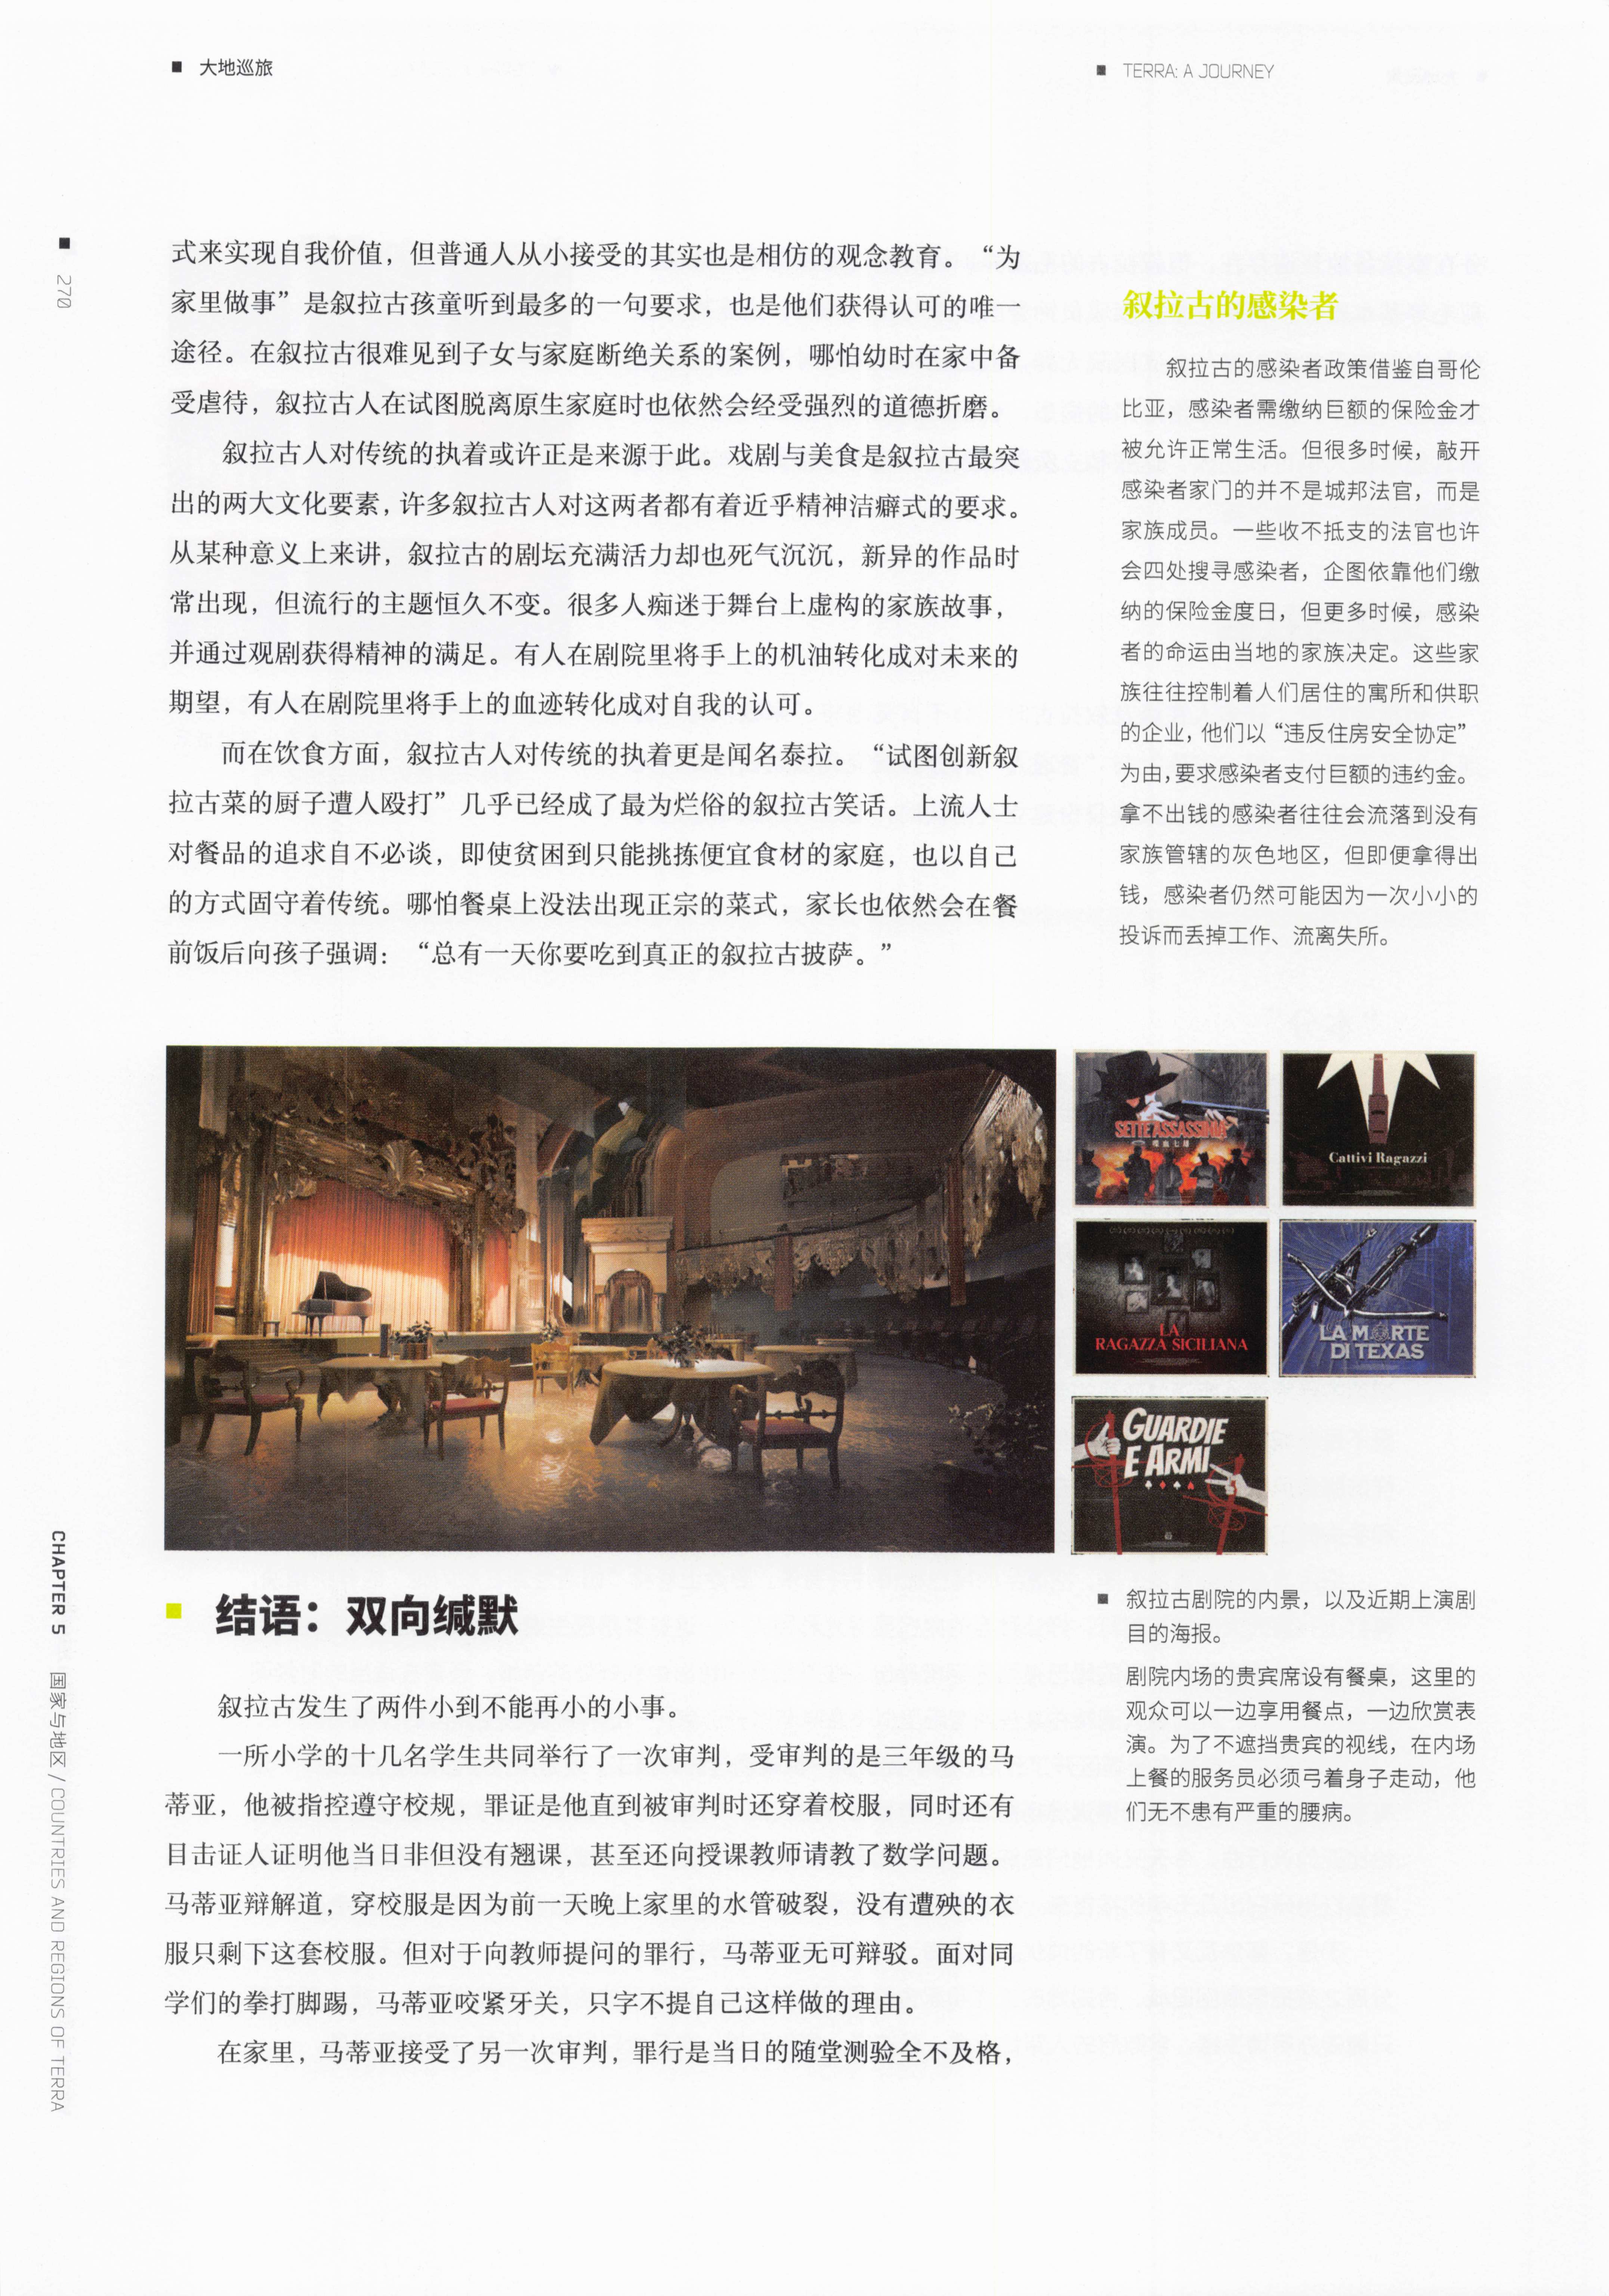 大地巡旅
TERRA: A JOURNEY
270
式来实现自我价值，但普通人从小接受的其实也是相仿的观念教育。“为
家里做事”是叙拉古孩童听到最多的一句要求，也是他们获得认可的唯一
途径。在叙拉古很难见到子女与家庭断绝关系的案例，哪怕幼时在家中备
受虐待，叙拉古人在试图脱离原生家庭时也依然会经受强烈的道德折磨。
叙拉古人对传统的执着或许正是来源于此。戏剧与美食是叙拉古最突
出的两大文化要素，许多叙拉古人对这两者都有着近乎精神洁癖式的要求。
从某种意义上来讲，叙拉古的剧坛充满活力却也死气沉沉，新异的作品时
常出现，但流行的主题恒久不变。很多人痴迷于舞台上虚构的家族故事，
并通过观剧获得精神的满足。有人在剧院里将手上的机油转化成对未来的
期望，有人在剧院里将手上的血迹转化成对自我的认可。
而在饮食方面，叙拉古人对传统的执着更是闻名泰拉。“试图创新叙
拉古菜的厨子遭人殴打”几乎已经成了最为烂俗的叙拉古笑话。上流人士
对餐品的追求自不必谈，即使贫困到只能挑拣便宜食材的家庭，也以自己
的方式固守着传统。哪怕餐桌上没法出现正宗的菜式，家长也依然会在餐
前饭后向孩子强调：“总有一天你要吃到真正的叙拉古披萨。”
叙拉古的感染者
叙拉古的感染者政策借鉴自哥伦
比亚，感染者需缴纳巨额的保险金才
被允许正常生活。但很多时候，敲开
感染者家门的并不是城邦法官，而是
家族成员。一些收不抵支的法官也许
会四处搜寻感染者，企图依靠他们缴
纳的保险金度日，但更多时候，感染
者的命运由当地的家族决定。这些家
族往往控制着人们居住的寓所和供职
的企业，他们以“违反住房安全协定”
为由，要求感染者支付巨额的违约金。
拿不出钱的感染者往往会流落到没有
家族管辖的灰色地区，但即便拿得出
钱，感染者仍然可能因为一次小小的
投诉而丢掉工作、流离失所。
SETTE ASSASSINI
喋血七雄
Cattivi Ragazzi
LA
RAGAZZA SICILIANA
LA MORTE
DI TEXAS
GUARDIE
E ARMI
结语：双向缄默
叙拉古发生了两件小到不能再小的小事。
一所小学的十几名学生共同举行了一次审判，受审判的是三年级的马
蒂亚，他被指控遵守校规，罪证是他直到被审判时还穿着校服，同时还有
目击证人证明他当日非但没有翘课，甚至还向授课教师请教了数学问题。
马蒂亚辩解道，穿校服是因为前一天晚上家里的水管破裂，没有遭殃的衣
服只剩下这套校服。但对于向教师提问的罪行，马蒂亚无可辩驳。面对同
学们的拳打脚踢，马蒂亚咬紧牙关，只字不提自己这样做的理由。
在家里，马蒂亚接受了另一次审判，罪行是当日的随堂测验全不及格，
叙拉古剧院的内景，以及近期上演剧
目的海报。
剧院内场的贵宾席设有餐桌，这里的
观众可以一边享用餐点，一边欣赏表
演。为了不遮挡贵宾的视线，在内场
上餐的服务员必须弓着身子走动，他
们无不患有严重的腰病。
CHAPTER 5 国家与地区 / COUNTRIES AND REGIONS OF TERRA